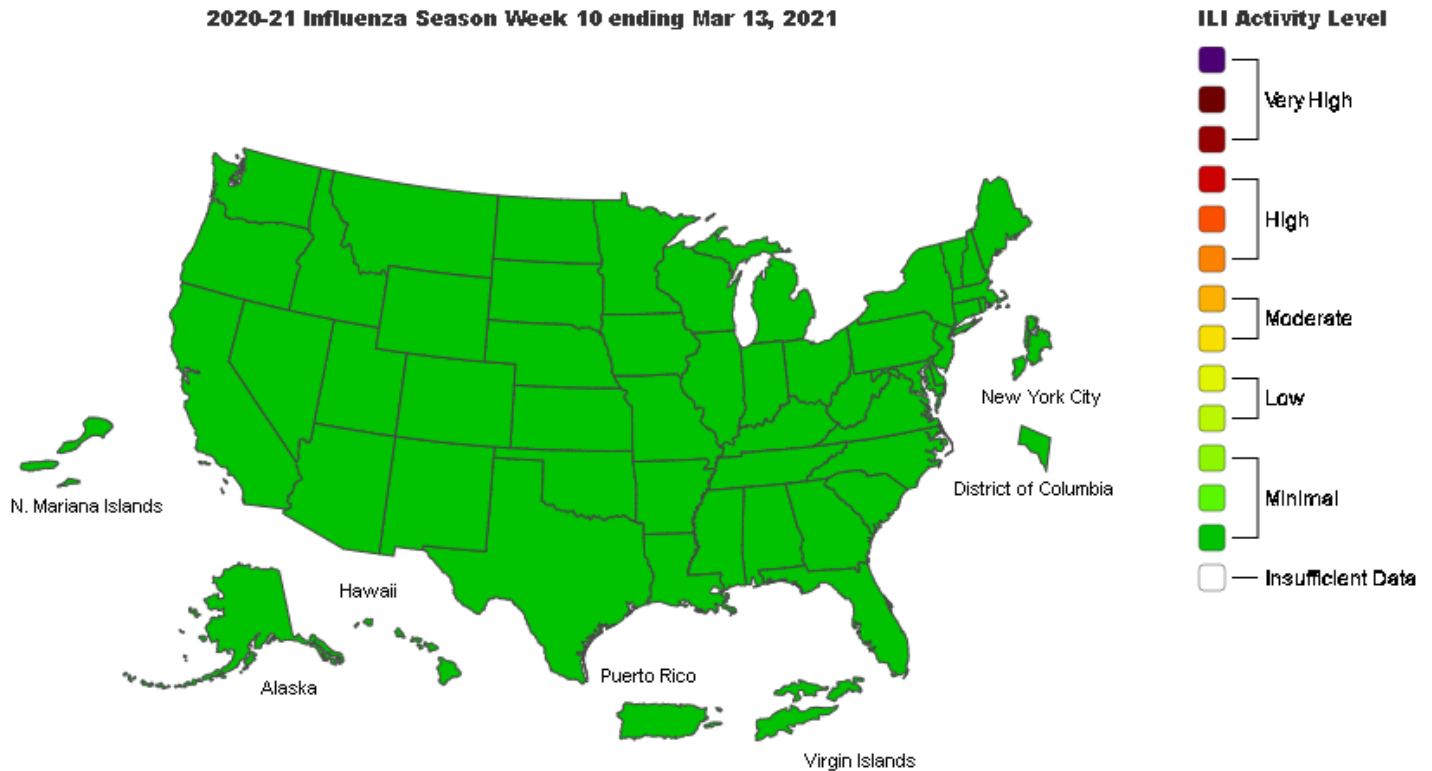 2020-21 Influenza Season Week 10 ending Mar 13, 2021
ILI Activity Level
Very High
High
Moderate
Low
Minimal
Insufficient Data
New York City
District of Columbia
N. Mariana Islands
Hawaii
Alaska
Puerto Rico
Virgin Islands